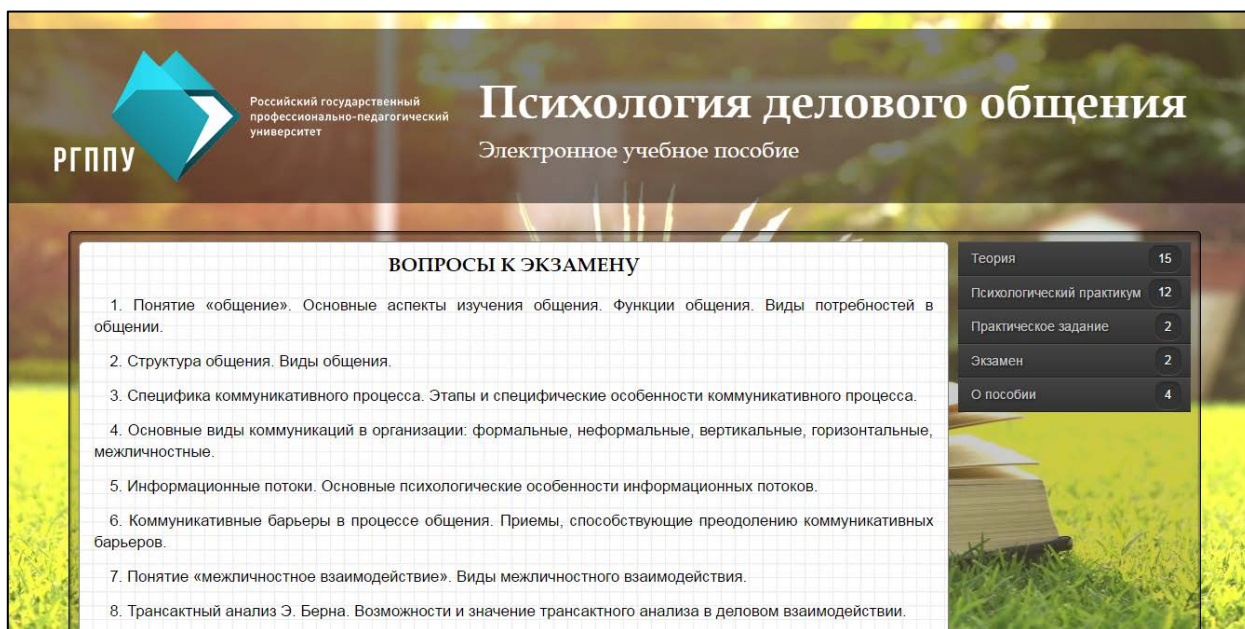 РГППУ
Российский государственный
профессионально-педагогический
университет
Психология делового общения
Электронное учебное пособие
ВОПРОСЫ К ЭКЗАМЕНУ
1. Понятие «общение». Основные аспекты изучения общения. Функции общения. Виды потребностей в
общении.
2. Структура общения. Виды общения.
3. Специфика коммуникативного процесса. Этапы и специфические особенности коммуникативного процесса.
4. Основные виды коммуникаций в организации: формальные, неформальные, вертикальные, горизонтальные,
межличностные.
5. Информационные потоки. Основные психологические особенности информационных потоков.
6. Коммуникативные барьеры в процессе общения. Приемы, способствующие преодолению коммуникативных
барьеров.
7. Понятие «межличностное взаимодействие». Виды межличностного взаимодействия.
8. Трансактный анализ Э. Берна. Возможности и значение трансактного анализа в деловом взаимодействии.
Теория 15
Психологический практикум 12
Практическое задание 2
Экзамен 2
О пособии 4